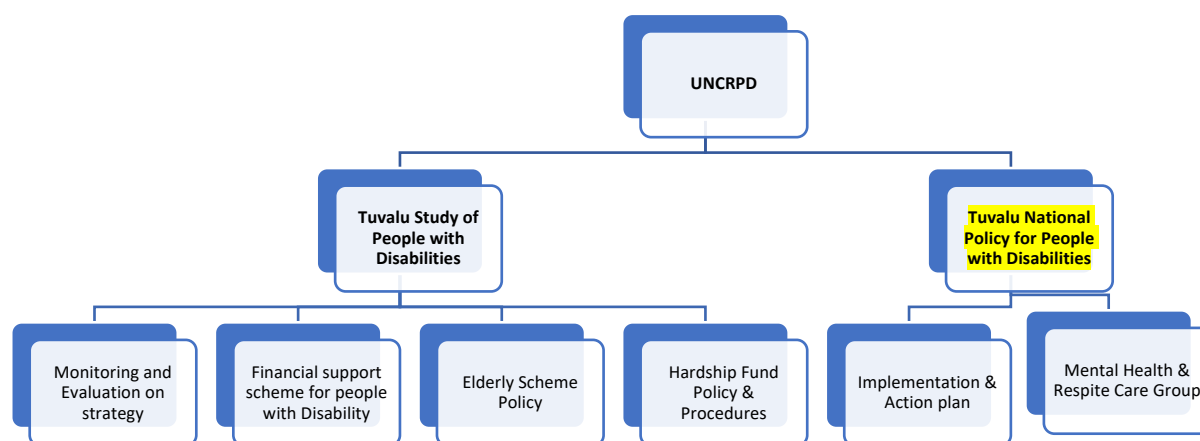 UNCRPD
Tuvalu Study of
People with
Disabilities
Tuvalu National
Policy for People
with Disabilities
Monitoring and
Evaluation on
strategy
Financial support
scheme for people
with Disability
Elderly Scheme
Policy
Hardship Fund
Policy &
Procedures
Implementation &
Action plan
Mental Health &
Respite Care Group